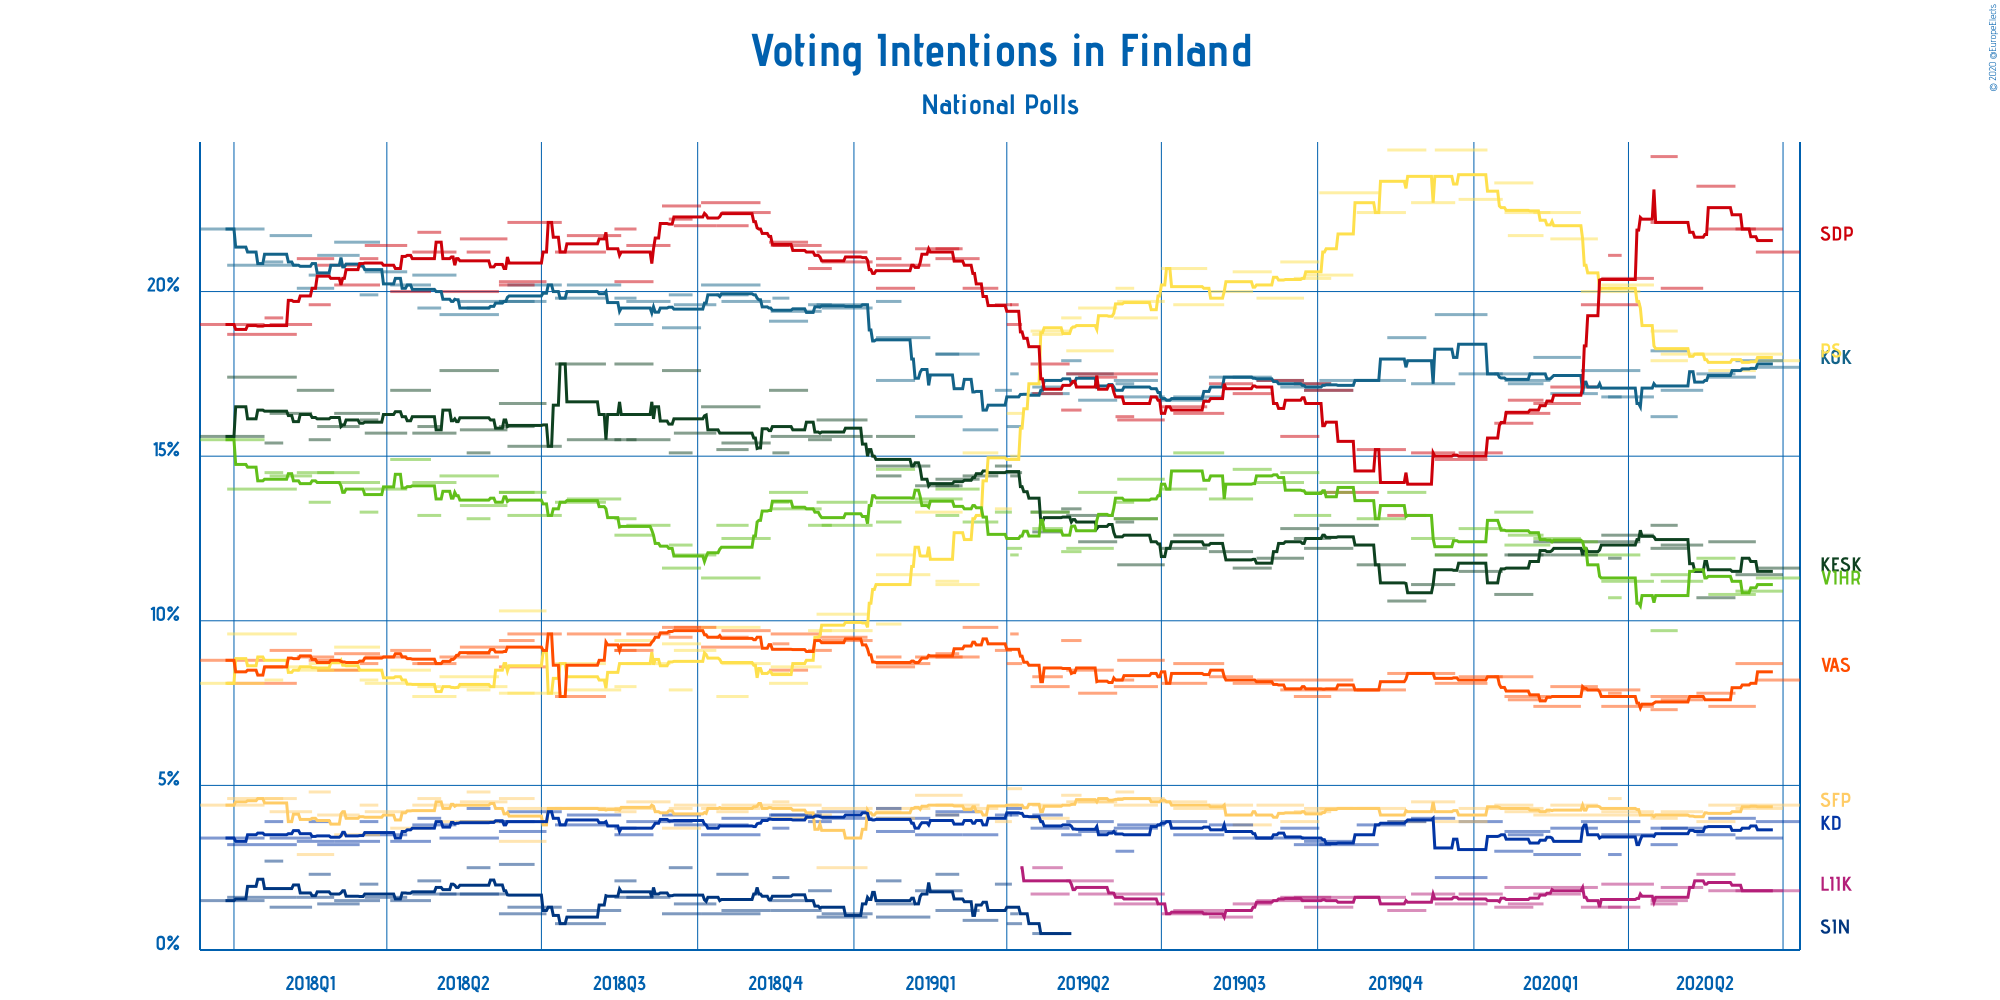 Voting Intentions in Finland
National Polls
© 2020 @EuropeElects
20%
15%
10%
5%
0%
SDP
PS
KOK
KESK
VIHR
VAS
SFP
KD
LIIK
SIN
2018Q1 2018Q2 2018Q3 2018Q4 2019Q1 2019Q2 2019Q3 2019Q4 2020Q1 2020Q2